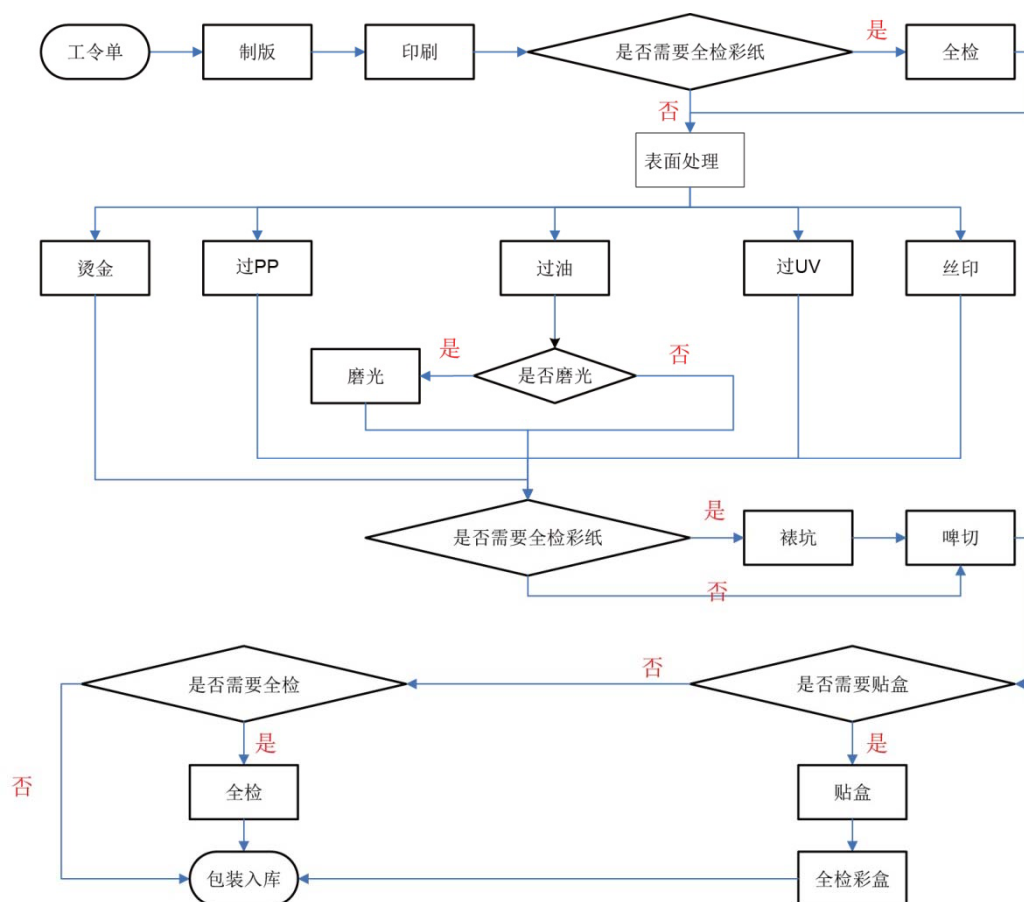 工令单
制版
印刷
是否需要全检彩纸
是
全检
否
表面处理
烫金
过PP
过油
过UV
丝印
磨光
是
是否磨光
否
是否需要全检彩纸
是
裱坑
啤切
否
是否需要全检
否
是否需要贴盒
是
是
否
全检
贴盒
包装入库
全检彩盒